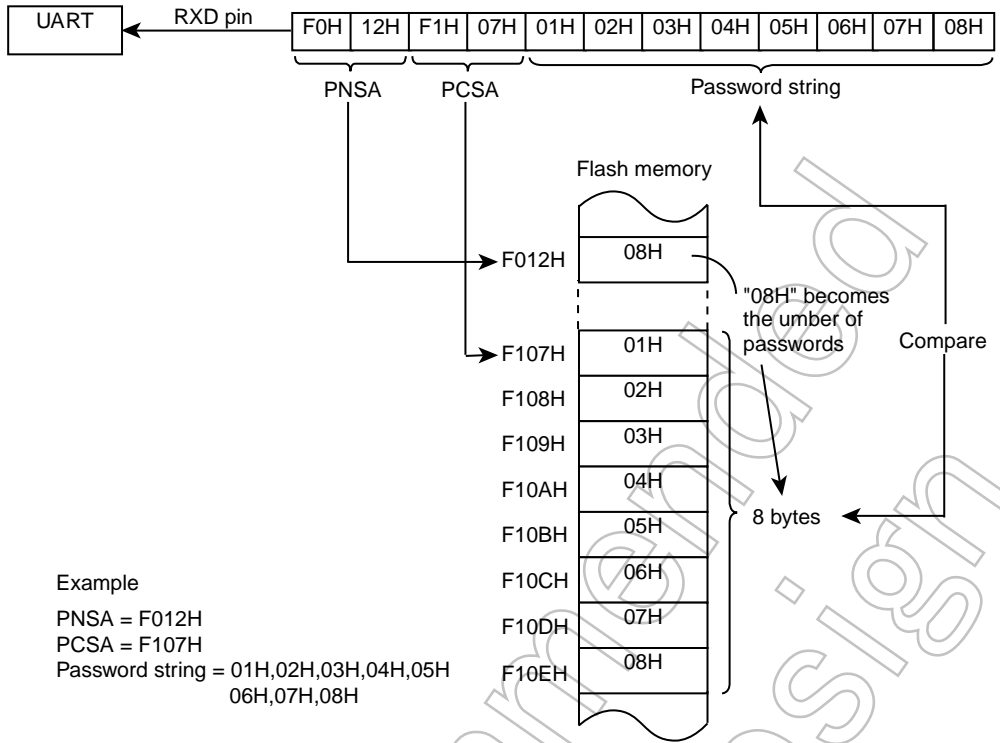 UART
RXD pin
F0H 12H F1H 07H 01H 02H 03H 04H 05H 06H 07H 08H
PNSA PCSA Password string
Flash memory
F012H 08H
"08H" becomes
the umber of
passwords
Compare
F107H 01H
F108H 02H
F109H 03H
F10AH 04H
F10BH 05H
8 bytes
F10CH 06H
F10DH 07H
F10EH 08H
Example
PNSA = F012H
PCSA = F107H
Password string = 01H,02H,03H,04H,05H
06H,07H,08H